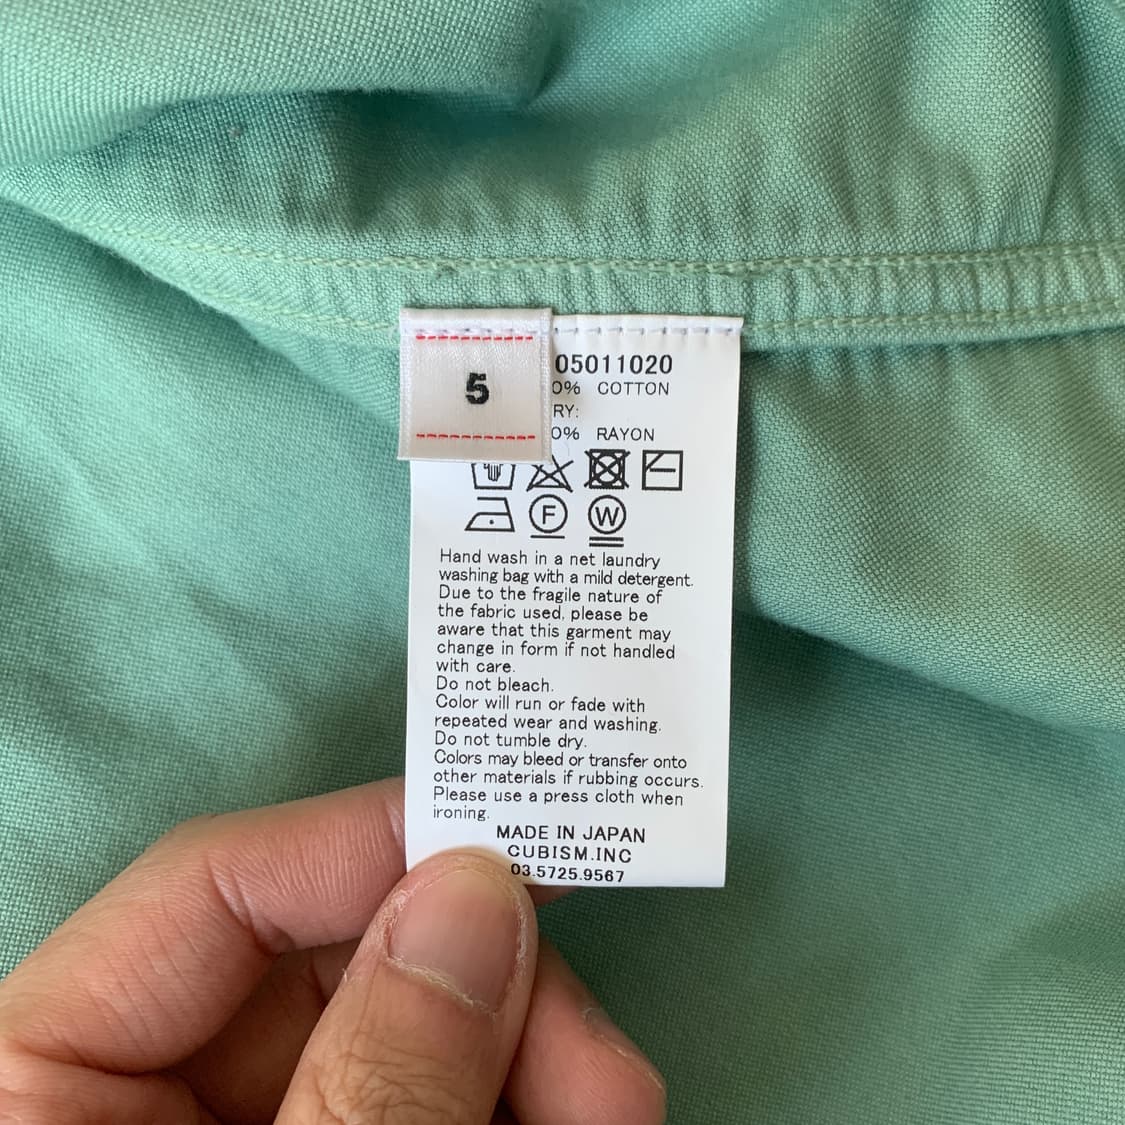 5
05011020
0% COTTON
RY:
0% RAYON
F
W
Hand wash in a net laundry
washing bag with a mild detergent.
Due to the fragile nature of
the fabric used, please be
aware that this garment may
change in form if not handled
with care.
Do not bleach.
Color will run or fade with
repeated wear and washing.
Do not tumble dry.
Colors may bleed or transfer onto
other materials if rubbing occurs.
Please use a press cloth when
ironing.
MADE IN JAPAN
CUBISM.INC
03.5725.9567